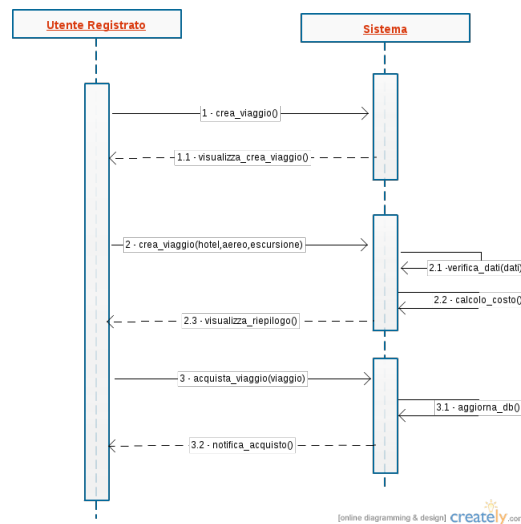 Utente Registrato
Sistema
1 - crea_viaggio()
1.1 - visualizza_crea_viaggio()
2 - crea_viaggio(hotel,aereo,escursione)
2.1 -verifica_dati(dati)
2.2 - calcolo_costo()
2.3 - visualizza_riepilogo()
3 - acquista_viaggio(viaggio)
3.1 - aggiorna_db()
3.2 - notifica_acquisto()
[online diagramming & design] creately.com